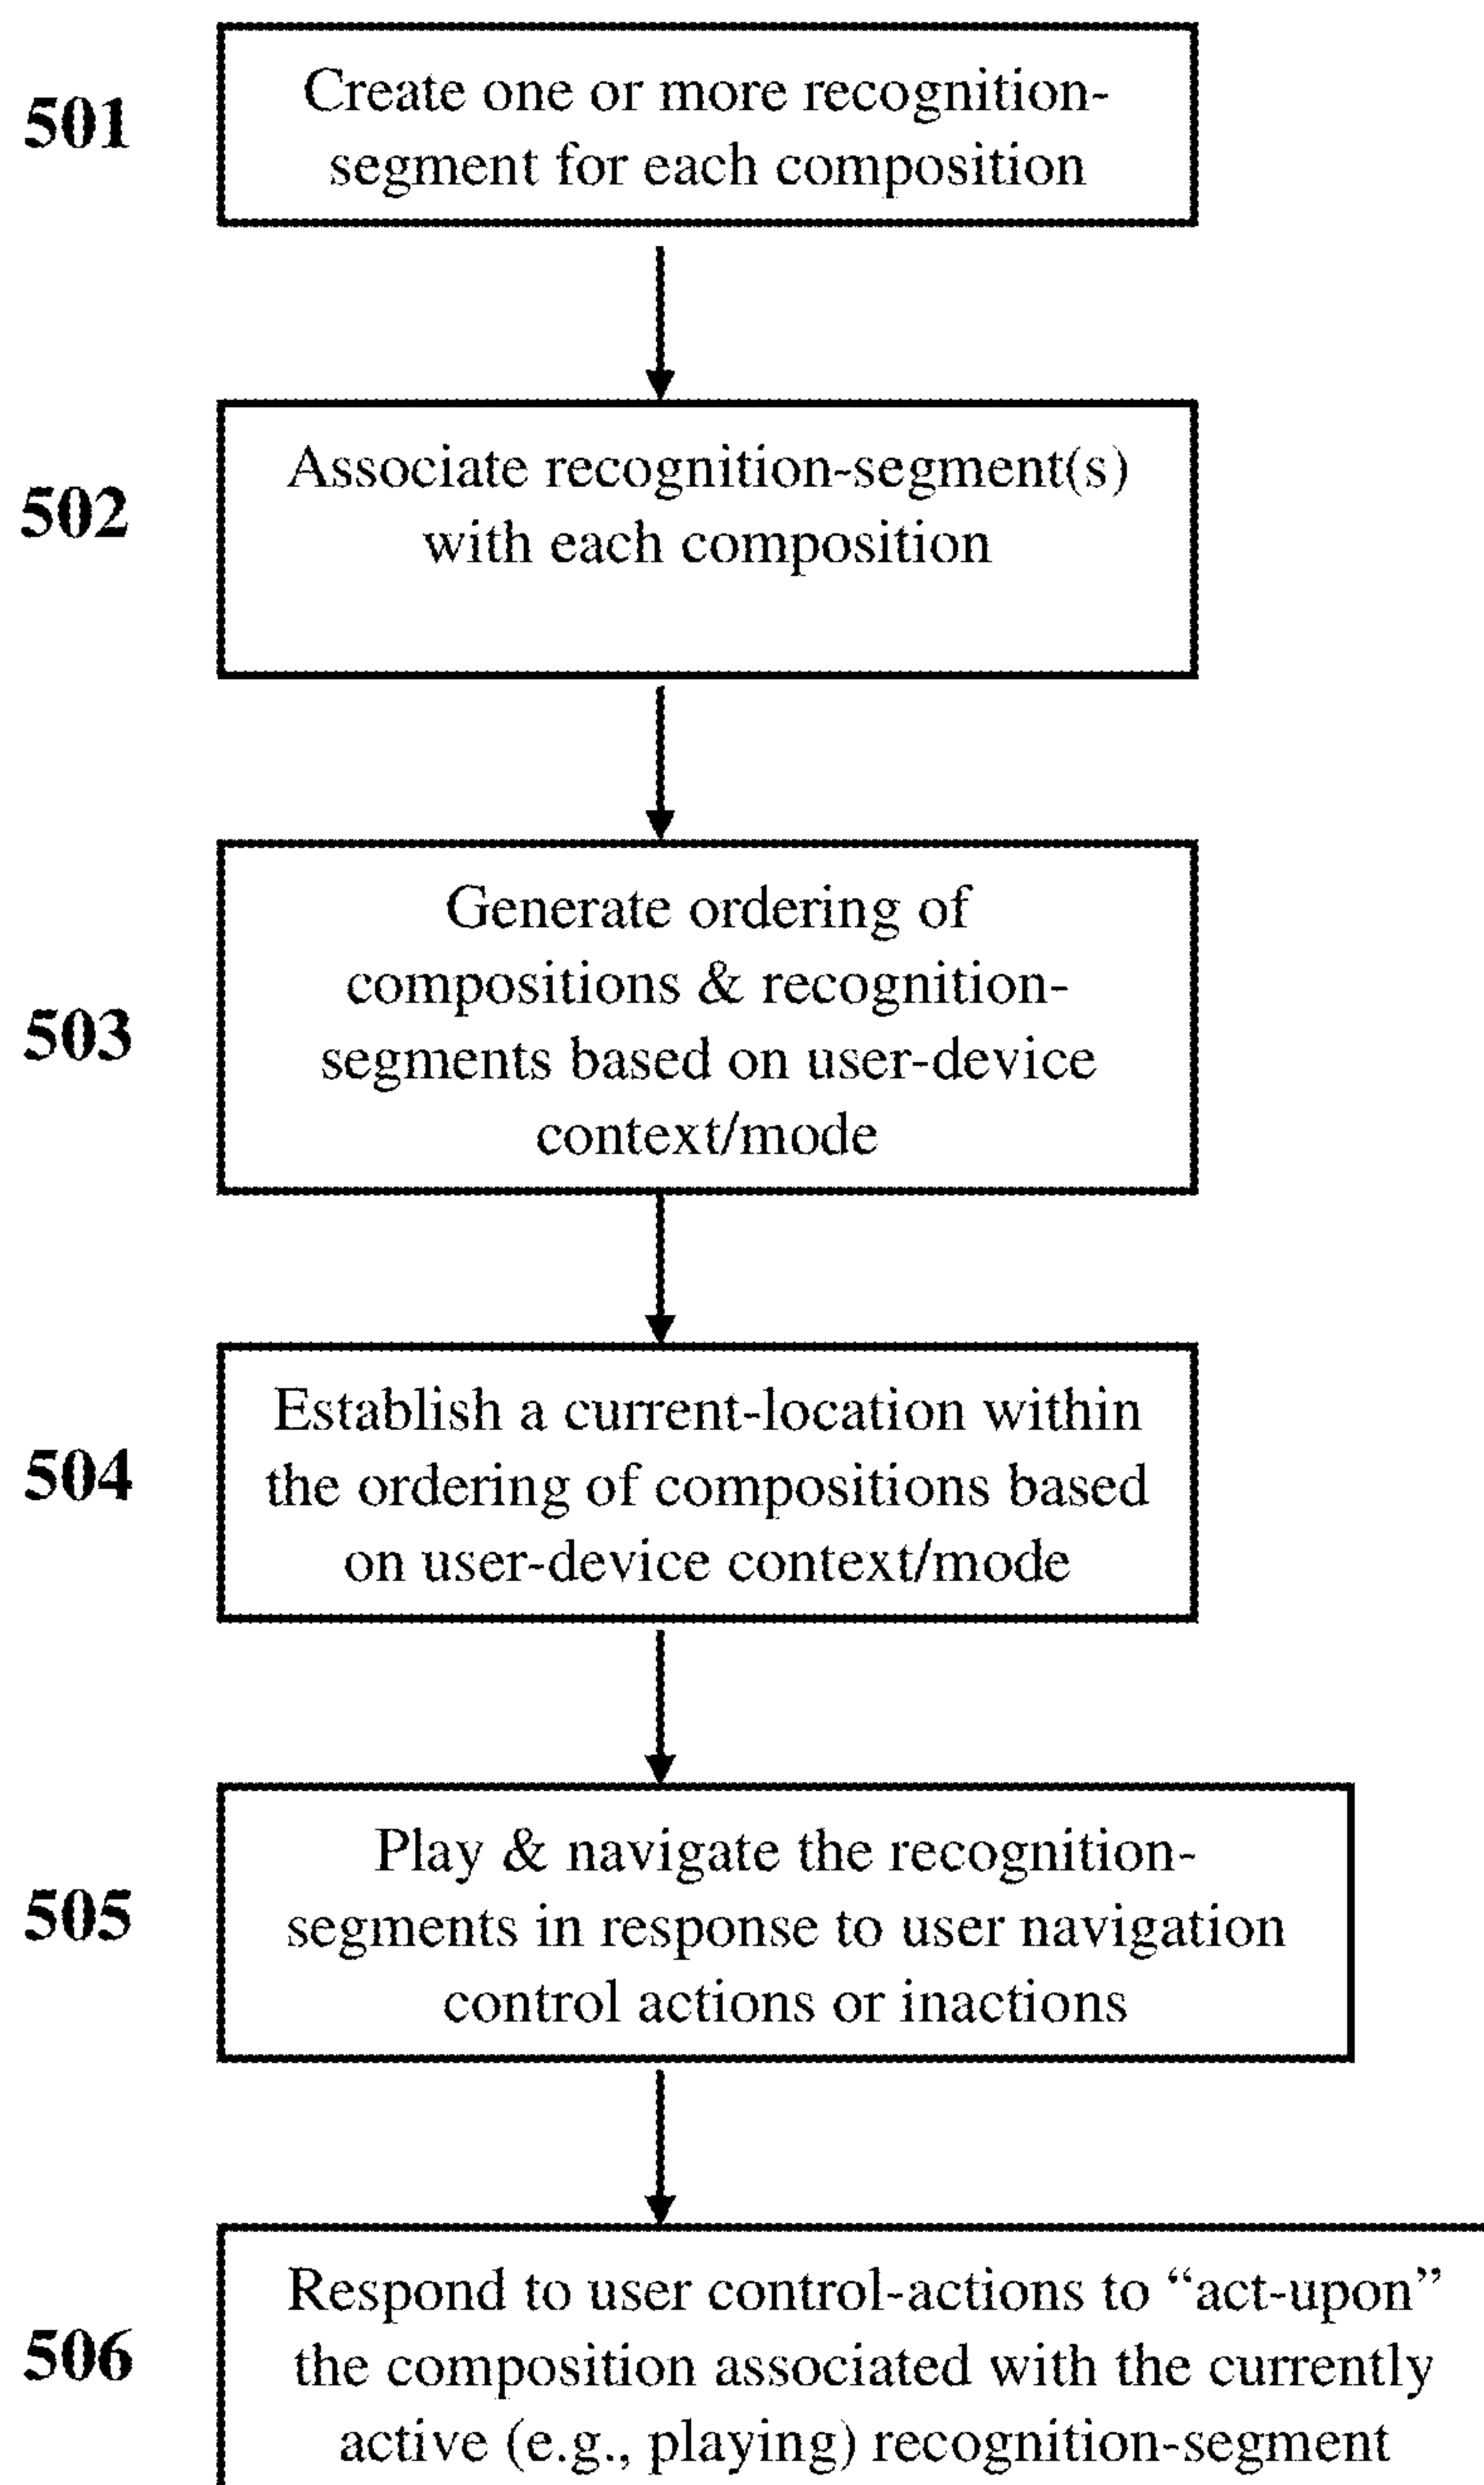 501
Create one or more recognition-
segment for each composition
502
Associate recognition-segment(s)
with each composition
503
Generate ordering of
compositions & recognition-
segments based on user-device
context/mode
504
Establish a current-location within
the ordering of compositions based
on user-device context/mode
505
Play & navigate the recognition-
segments in response to user navigation
control actions or inactions
506
Respond to user control-actions to “act-upon”
the composition associated with the currently
active (e.g., playing) recognition-segment